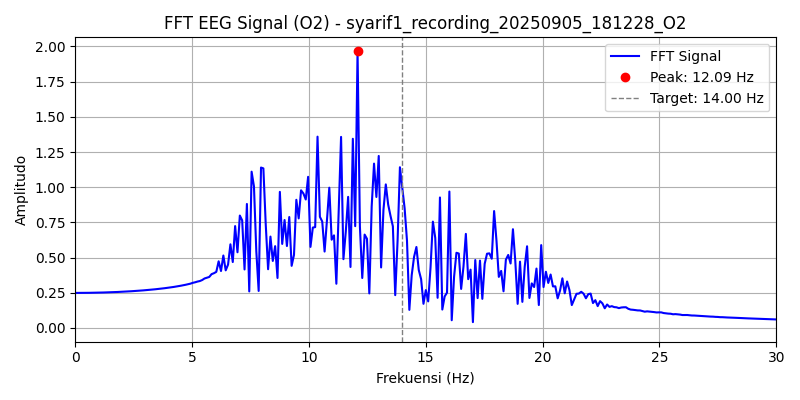 FFT EEG Signal (O2) - syarif1_recording_20250905_181228_O2
2.00
1.75
1.50
1.25
1.00
0.75
0.50
0.25
0.00
Amplitudo
FFT Signal
Peak: 12.09 Hz
Target: 14.00 Hz
0 5 10 15 20 25 30
Frekuensi (Hz)